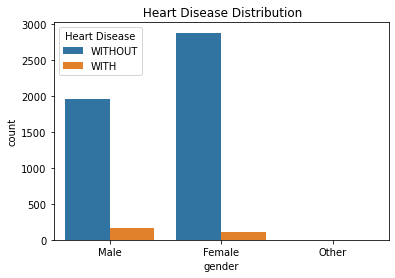 Heart Disease Distribution
Heart Disease
WITHOUT
WITH
3000
2500
2000
1500
1000
500
0
count
Male Female Other
gender